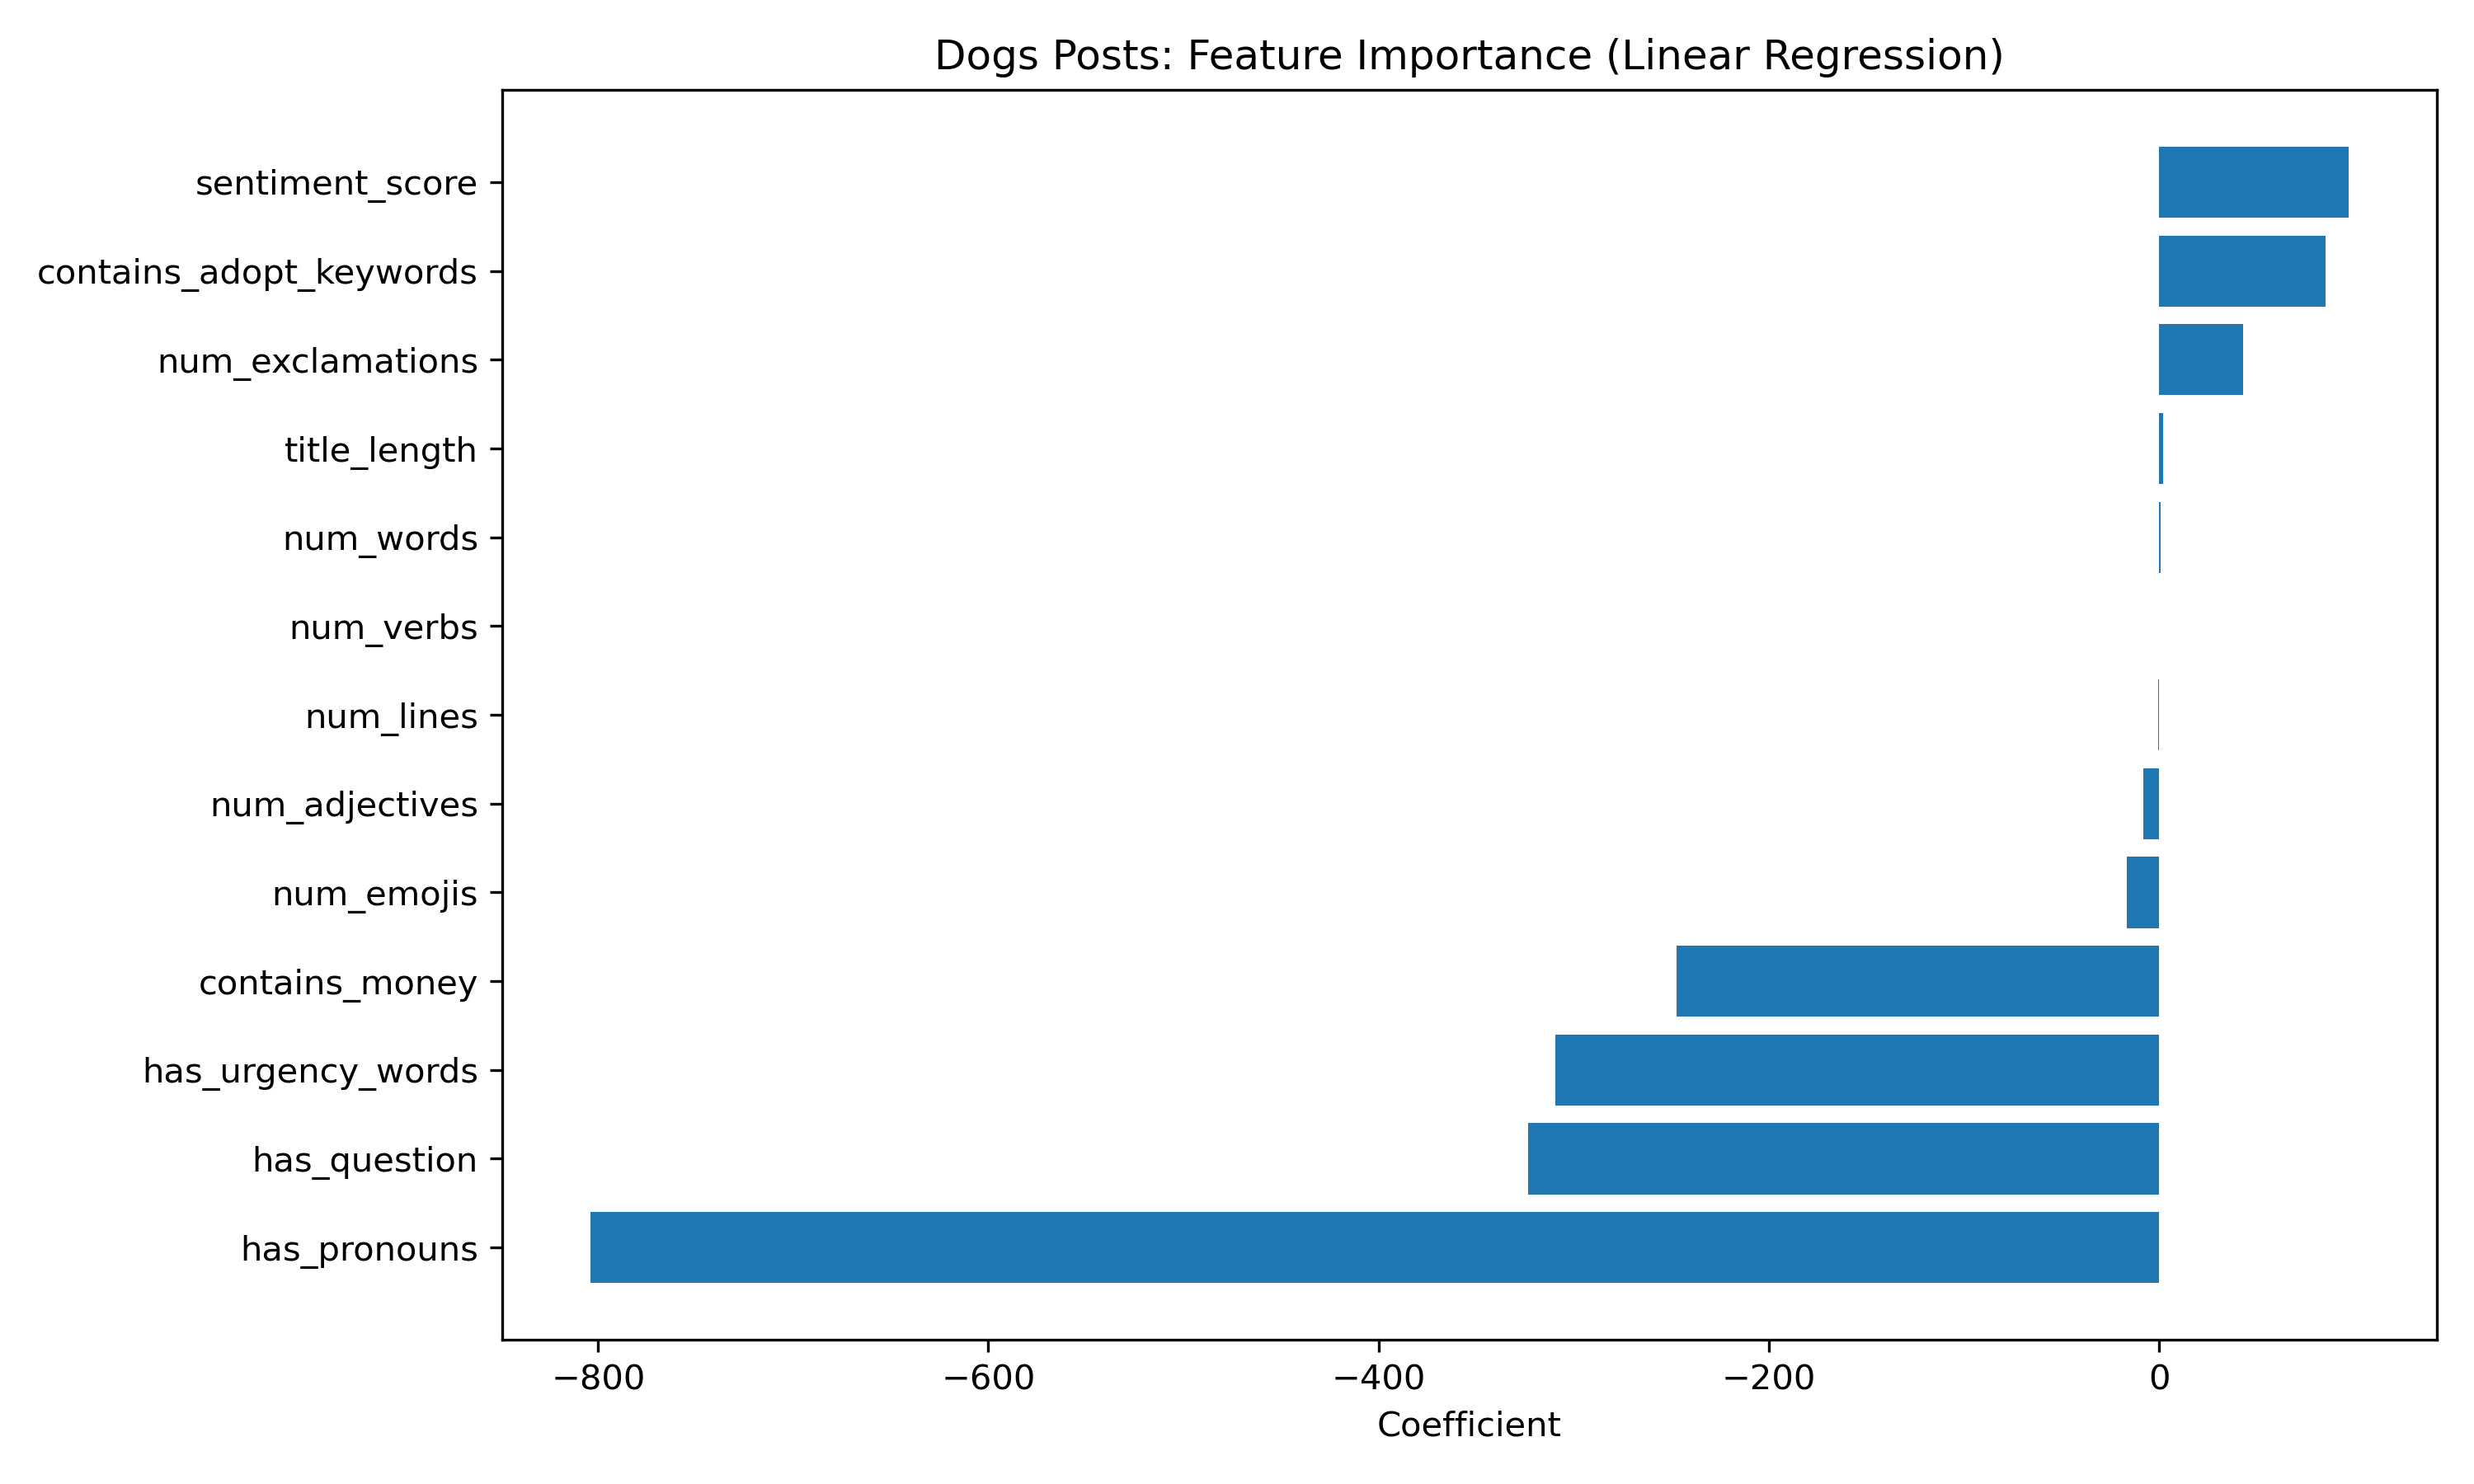 Dogs Posts: Feature Importance (Linear Regression)
sentiment_score
contains_adopt_keywords
num_exclamations
title_length
num_words
num_verbs
num_lines
num_adjectives
num_emojis
contains_money
has_urgency_words
has_question
has_pronouns
−800 −600 −400 −200 0
Coefficient